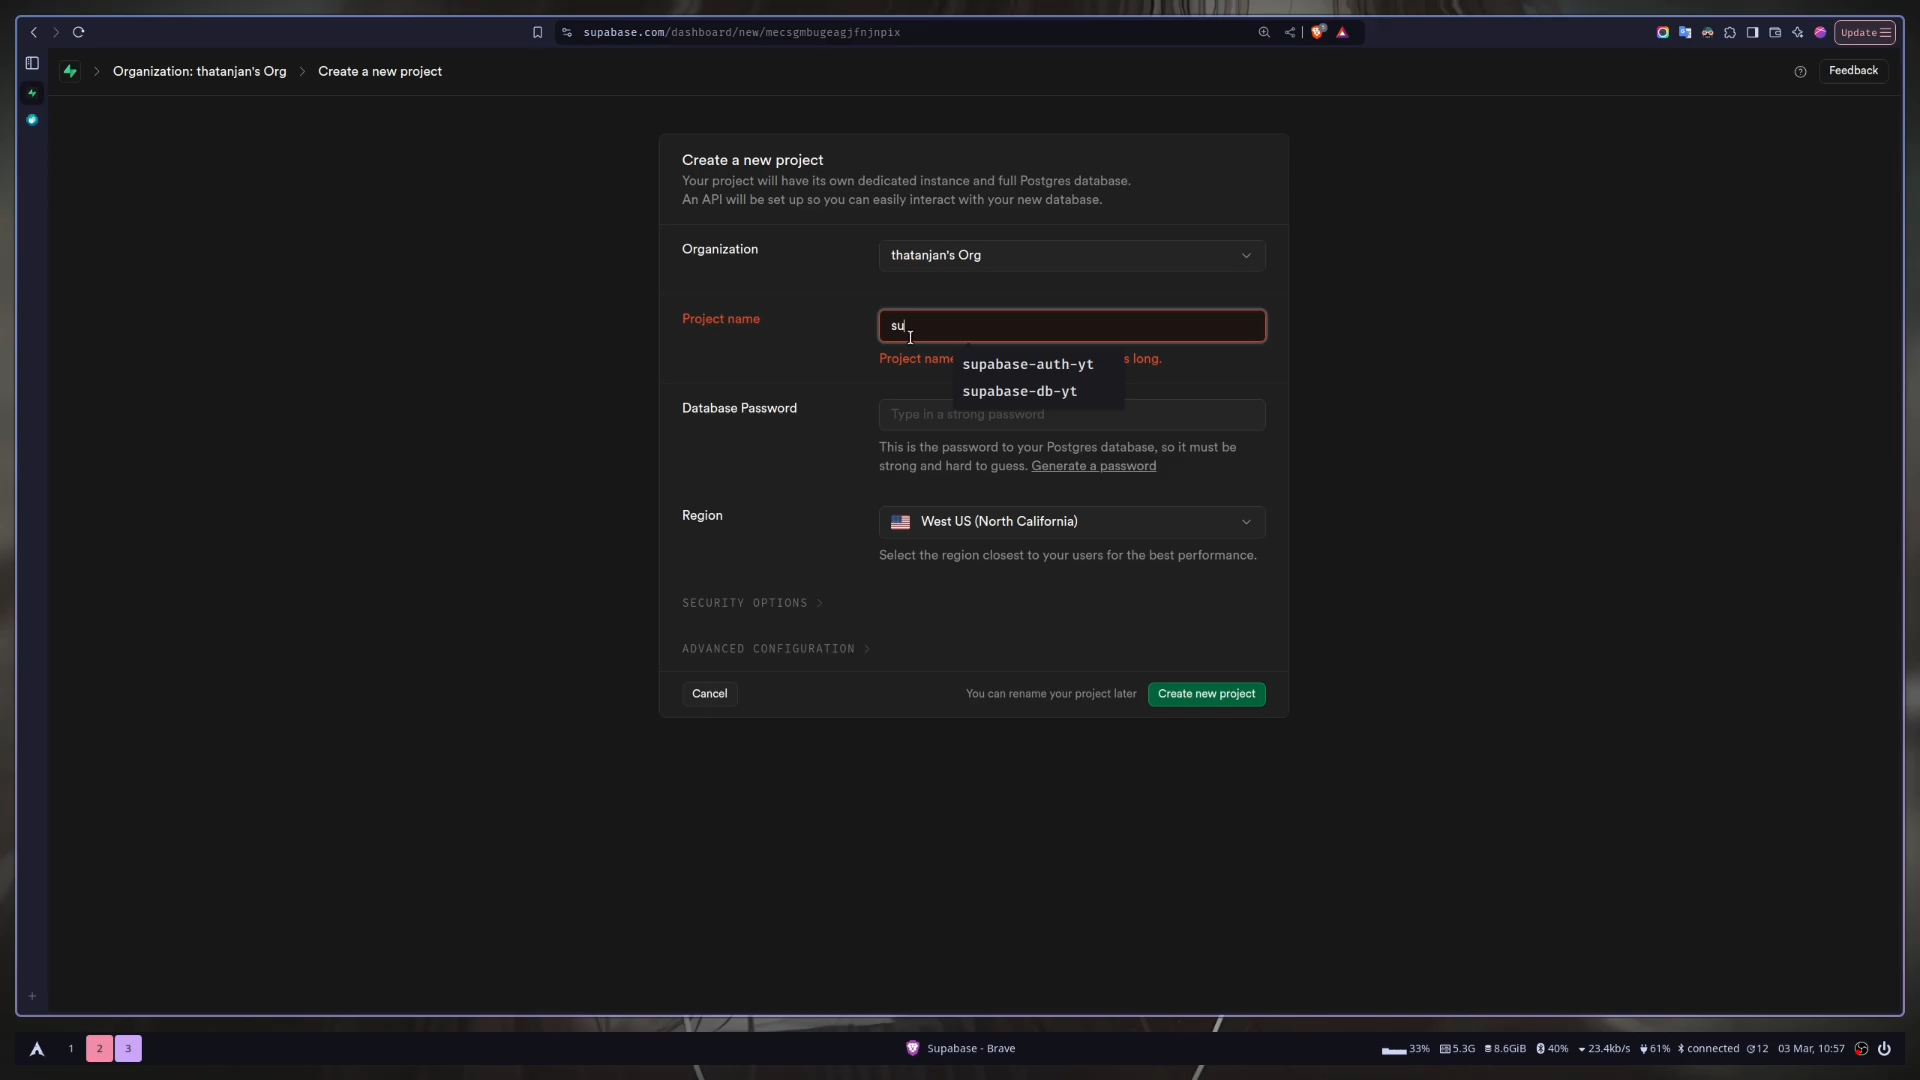 supabase.com/dashboard/new/mecsgmbugeagjfnjnpix
Update
Organization: thatanjan's Org
Create a new project
Feedback
Create a new project
Your project will have its own dedicated instance and full Postgres database.
An API will be set up so you can easily interact with your new database.
Organization
thatanjan's Org
Project name
su
Project name
s long.
supabase-auth-yt
supabase-db-yt
Database Password
Type in a strong password
This is the password to your Postgres database, so it must be
strong and hard to guess. Generate a password
Region
West US (North California)
Select the region closest to your users for the best performance.
SECURITY OPTIONS
ADVANCED CONFIGURATION
Cancel
You can rename your project later
Create new project
1
2
3
Supabase - Brave
33%
5.3G
8.6GiB
40%
23.4kb/s
61%
connected
12
03 Mar, 10:57